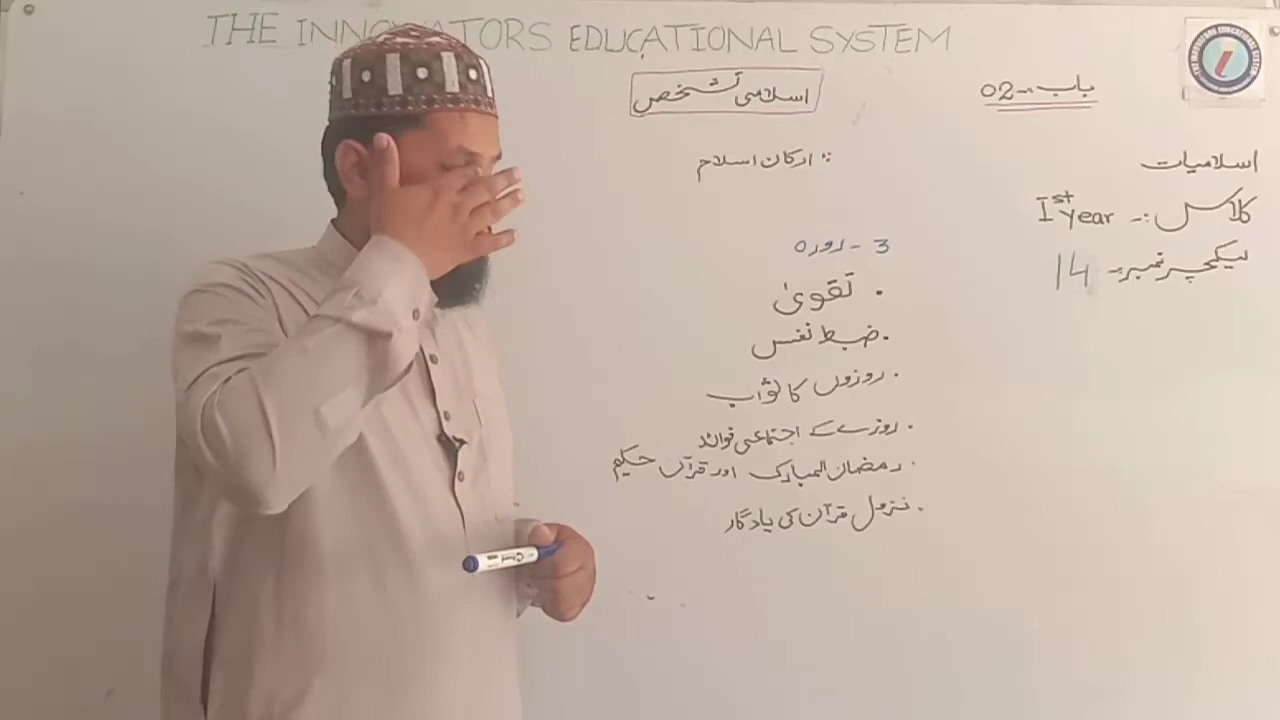 THE INNOVATORS EDUCATIONAL SYSTEM
باب:-02
اسلامی تشخص
اسلامیات
کلاس :- Ist Year
لیکچر نمبر:- 14
:: ارکان اسلام
3 - روزہ
. تقویٰ
. ضبط نفس
. روزوں کا ثواب
. روزے کے اجتماعی فوائد
. رمضان المبارک اور قرآن حکیم
. نزول قرآن کی یادگار